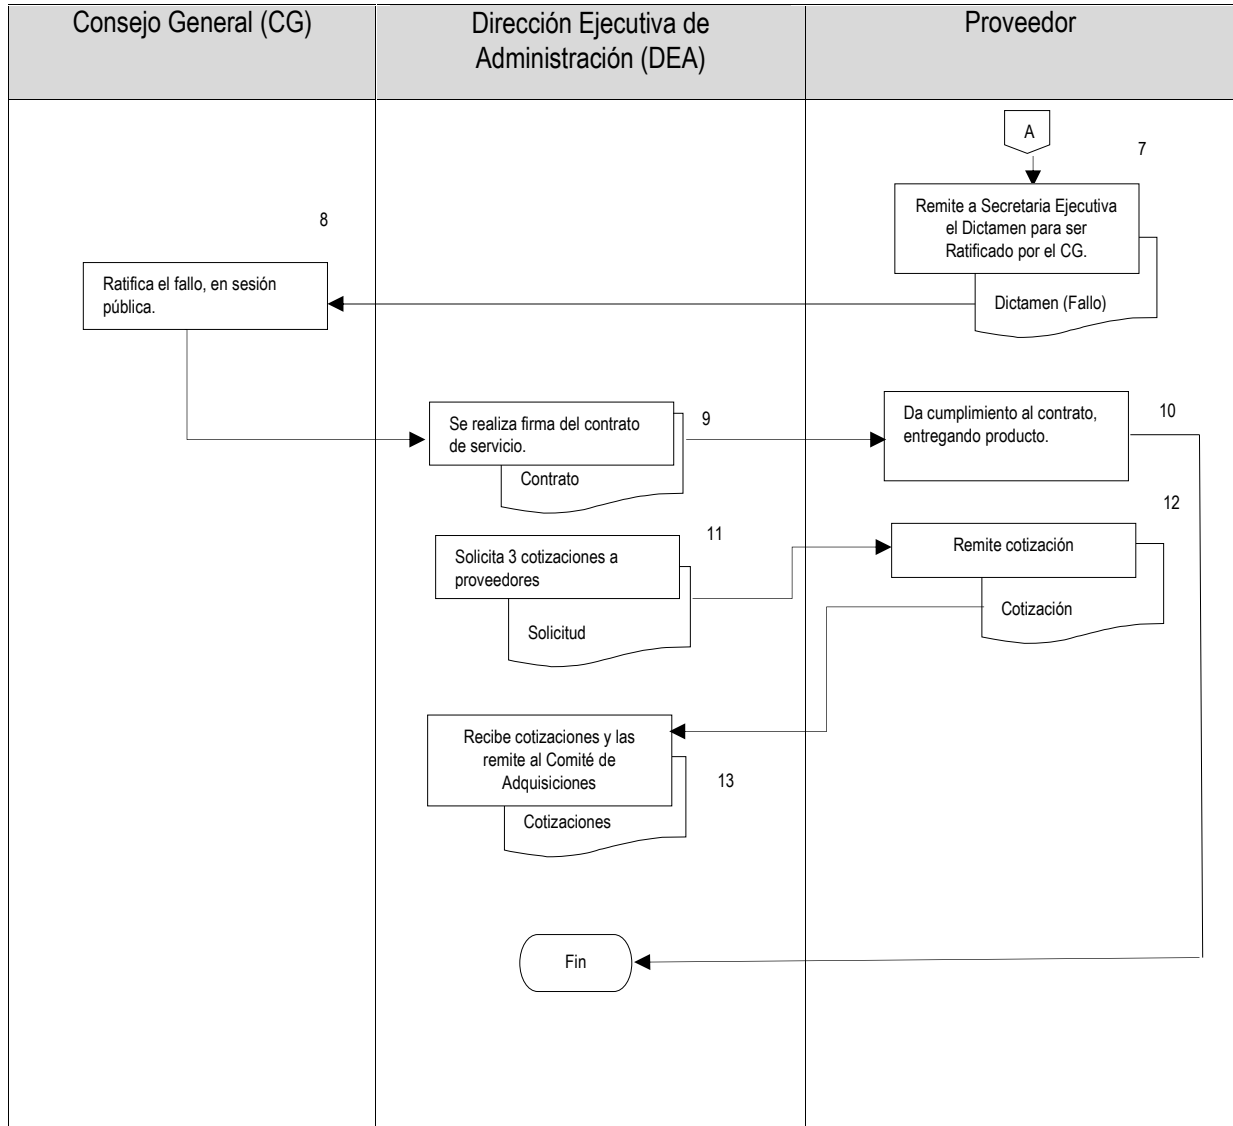 Consejo General (CG)
Dirección Ejecutiva de
Administración (DEA)
Proveedor
A
7
Remite a Secretaria Ejecutiva
el Dictamen para ser
Ratificado por el CG.
Dictamen (Fallo)
8
Ratifica el fallo, en sesión
pública.
Se realiza firma del contrato
de servicio.
9
Contrato
Da cumplimiento al contrato,
entregando producto.
10
11
Solicita 3 cotizaciones a
proveedores
Solicitud
12
Remite cotización
Cotización
Recibe cotizaciones y las
remite al Comité de
Adquisiciones
13
Cotizaciones
Fin